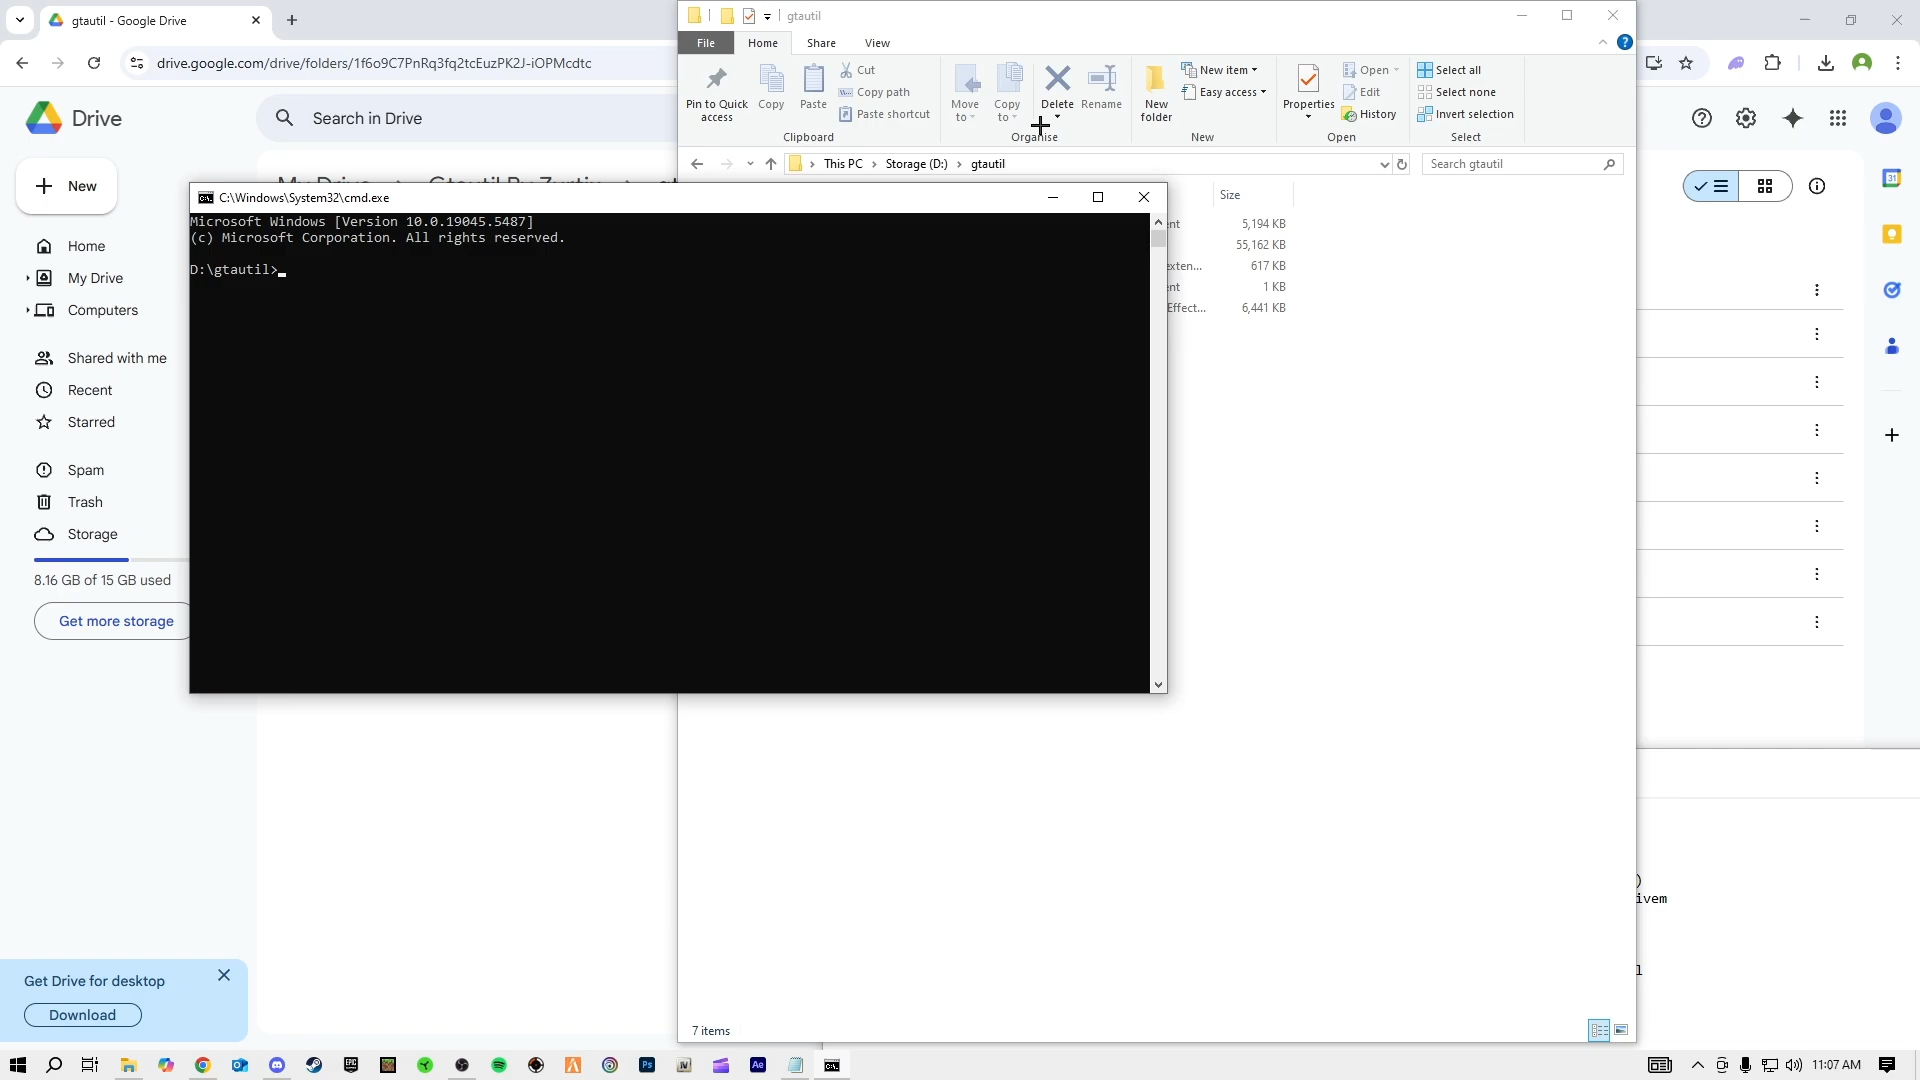 gtautil - Google Drive
drive.google.com/drive/folders/1f6o9C7PnRq3fq2tcEuzPK2J-iOPMcdtc
Drive
Search in Drive
New
Home
My Drive
Computers
Shared with me
Recent
Starred
Spam
Trash
Storage
8.16 GB of 15 GB used
Get more storage
Get Drive for desktop
Download
gtautil
File
Home
Share
View
Pin to Quick access
Copy
Paste
Cut
Copy path
Paste shortcut
Clipboard
Move to
Copy to
Delete
Rename
Organise
New folder
New item
Easy access
New
Properties
Open
Edit
History
Open
Select all
Select none
Invert selection
Select
This PC > Storage (D:) > gtautil
Search gtautil
Size
5,194 KB
55,162 KB
exten... 617 KB
1 KB
Effect... 6,441 KB
C:\Windows\System32\cmd.exe
Microsoft Windows [Version 10.0.19045.5487]
(c) Microsoft Corporation. All rights reserved.
D:\gtautil>
ivem
7 items
11:07 AM